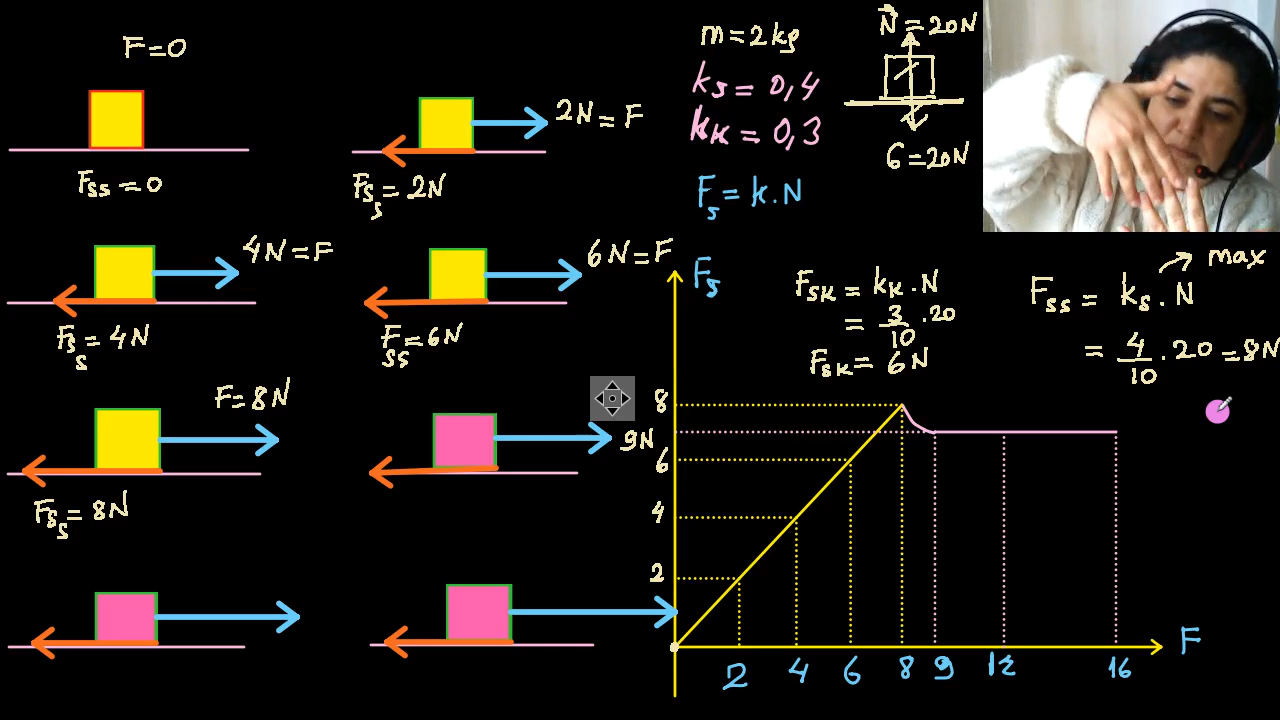 F=0
Fss=0
2N=F
Fs s=2N
4N=F
Fs s=4N
6N=F
Fss=6N
F=8N
Fs s=8N
9N
m=2kg
ks=0,4
kK=0,3
Fs=k.N
N=20N
G=20N
Fs
FsK=kK.N
=3/10.20
FsK=6N
max
Fss=ks.N
=4/10.20=8N
8
6
4
2
2 4 6 8 9 12 16
F